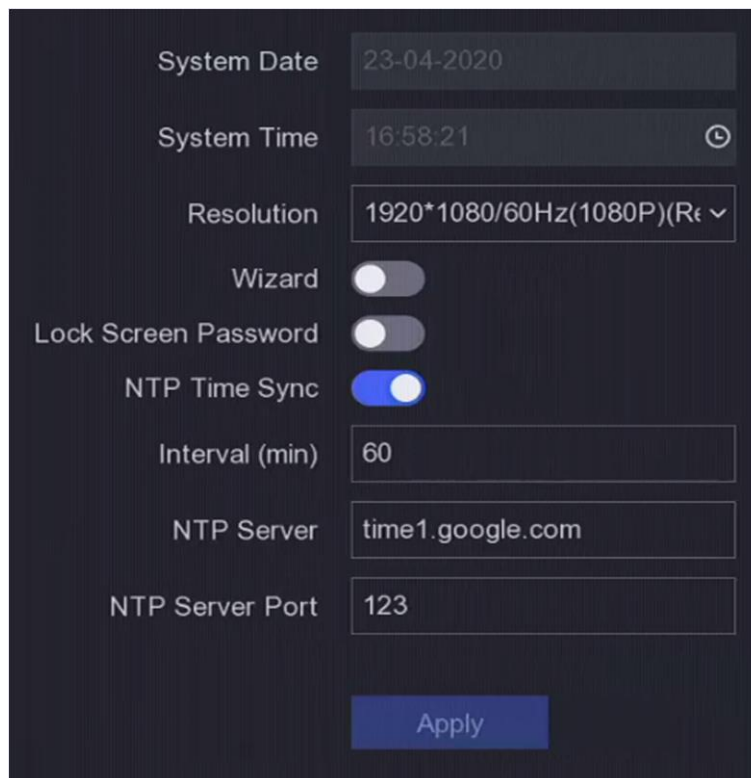 System Date 23-04-2020
System Time 16:58:21
Resolution 1920*1080/60Hz(1080P)(Re
Wizard
Lock Screen Password
NTP Time Sync
Interval (min) 60
NTP Server time1.google.com
NTP Server Port 123
Apply